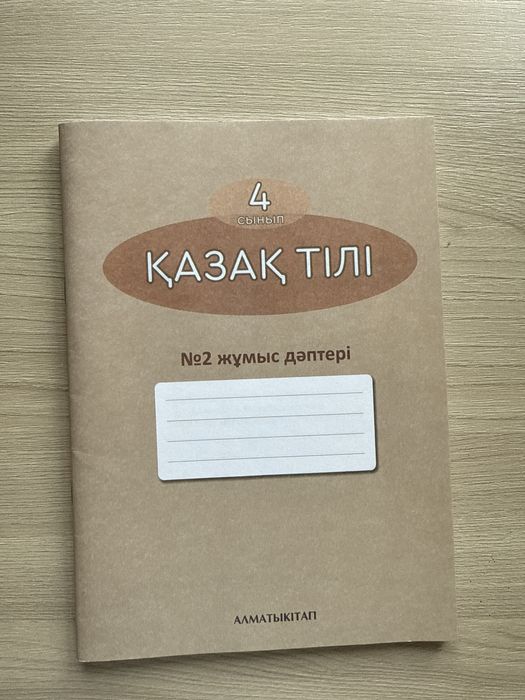 4
СЫНЫП
ҚАЗАҚ ТІЛІ
№2 жұмыс дәптері
АЛМАТЫКІТАП